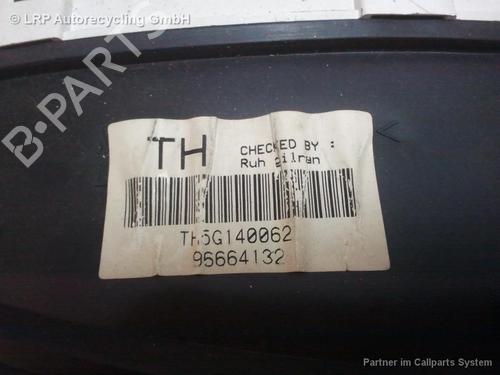 LRP Autorecycling GmbH
B-PARTS
TH
CHECKED BY :
TH5G140062
96664132
Partner im Callparts System